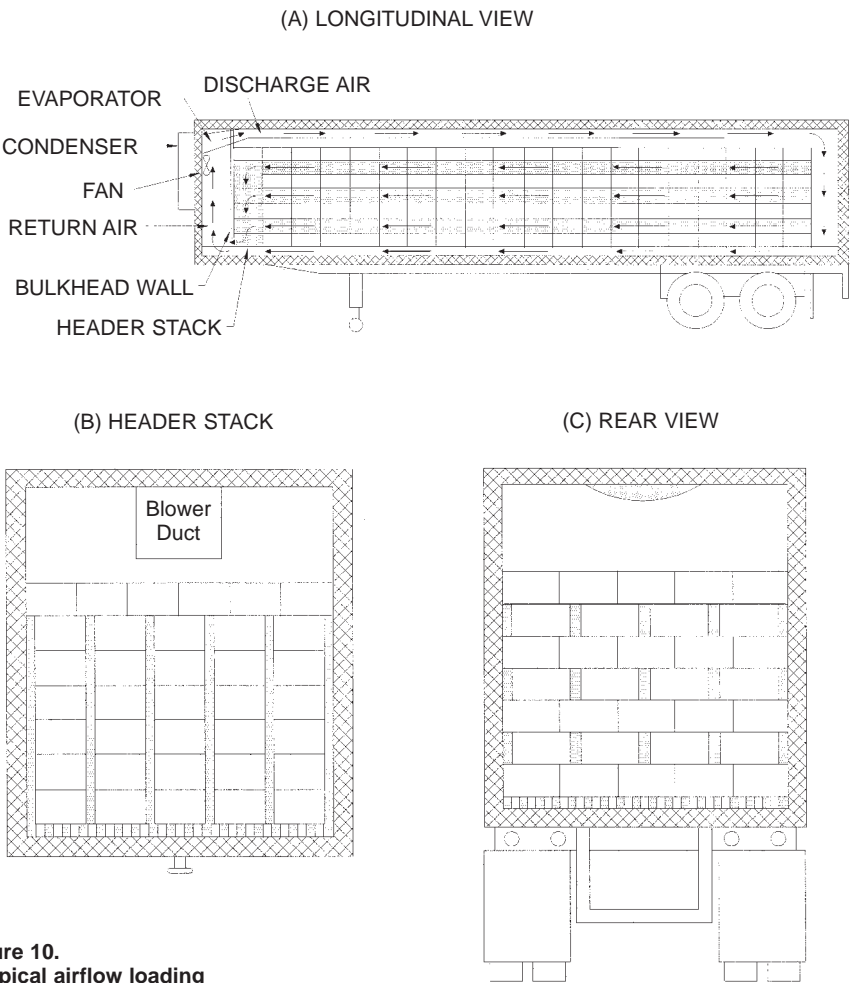 (A) LONGITUDINAL VIEW
DISCHARGE AIR
EVAPORATOR
CONDENSER
FAN
RETURN AIR
BULKHEAD WALL
HEADER STACK
(B) HEADER STACK
(C) REAR VIEW
Blower
Duct
ure 10.
pical airflow loading